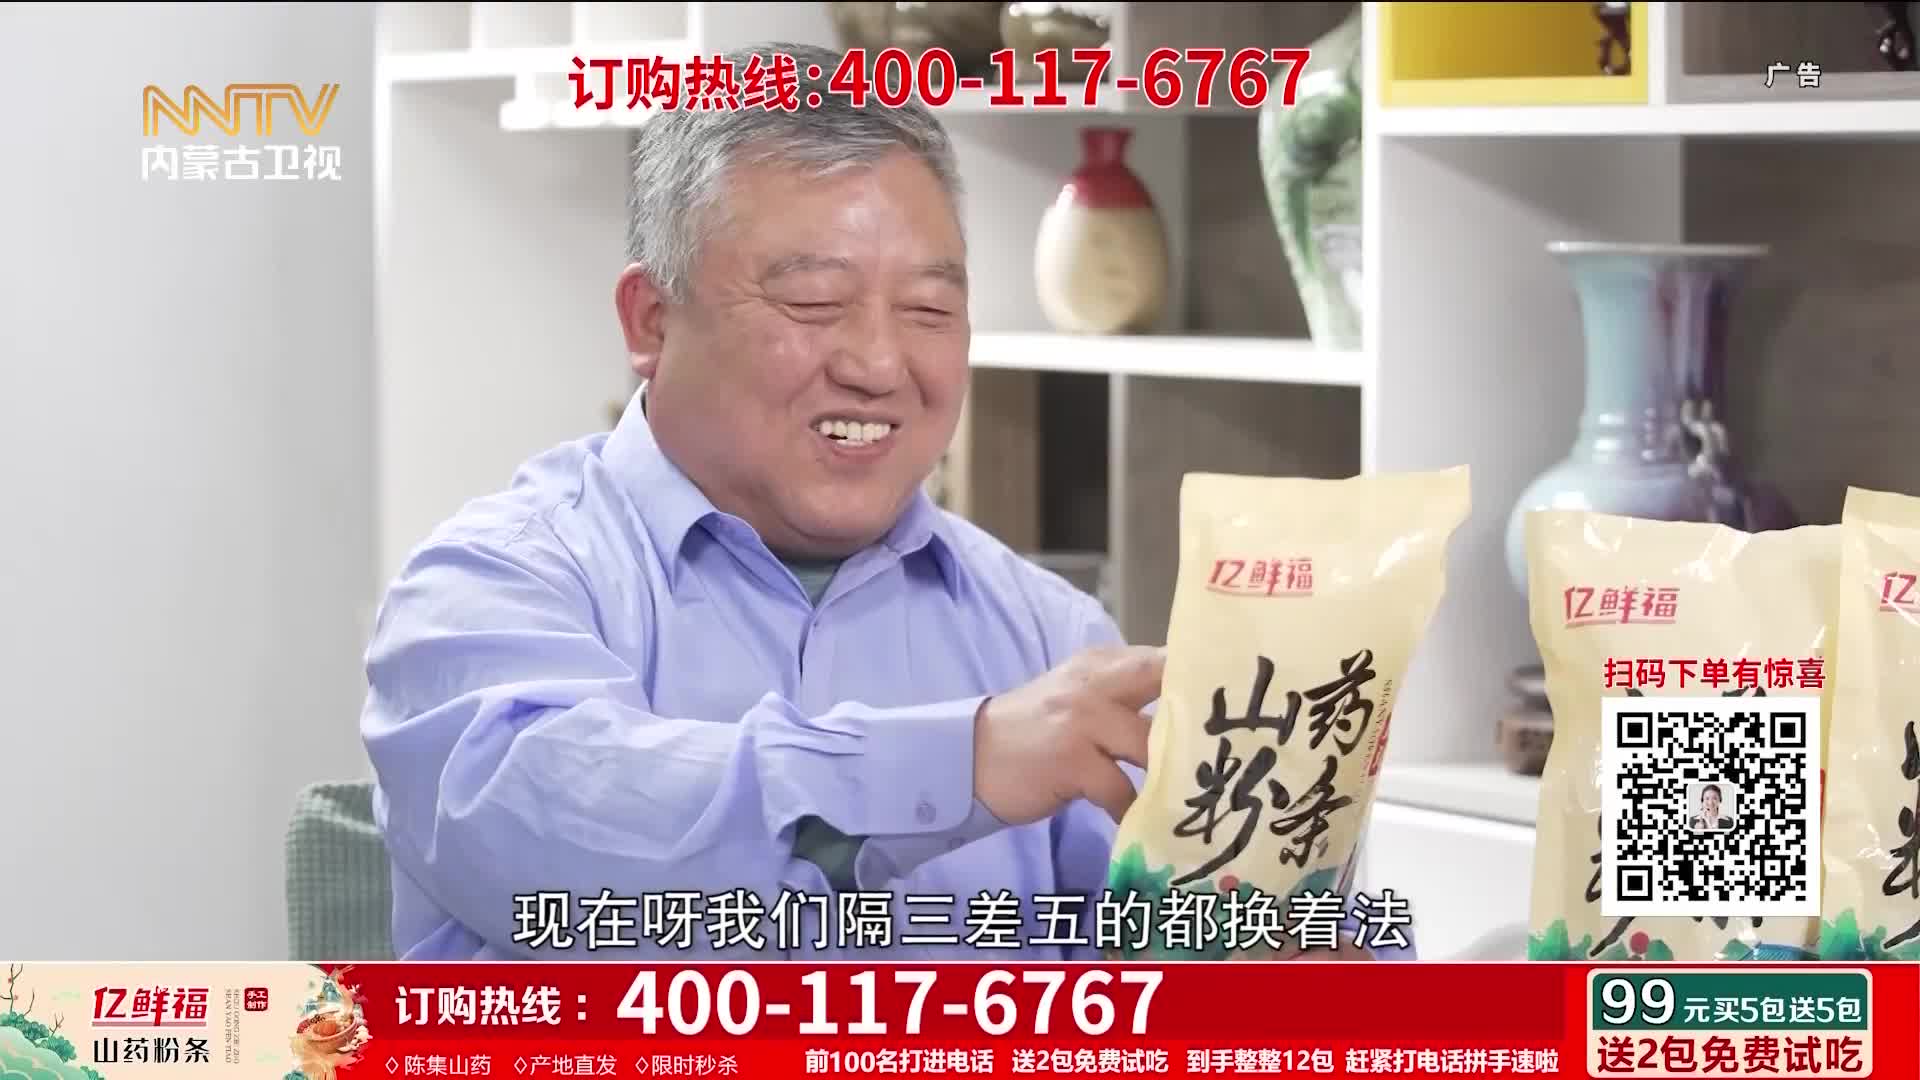 订购热线:400-117-6767
广告
NNTV
内蒙古卫视
亿鲜福
山药
粉条
亿鲜福
亿
扫码下单有惊喜
现在呀我们隔三差五的都换着法
亿鲜福
山药粉条
手工
制作
订购热线：400-117-6767
◇陈集山药 ◇产地直发 ◇限时秒杀
前100名打进电话 送2包免费试吃 到手整整12包 赶紧打电话拼手速啦
99元买5包送5包
送2包免费试吃